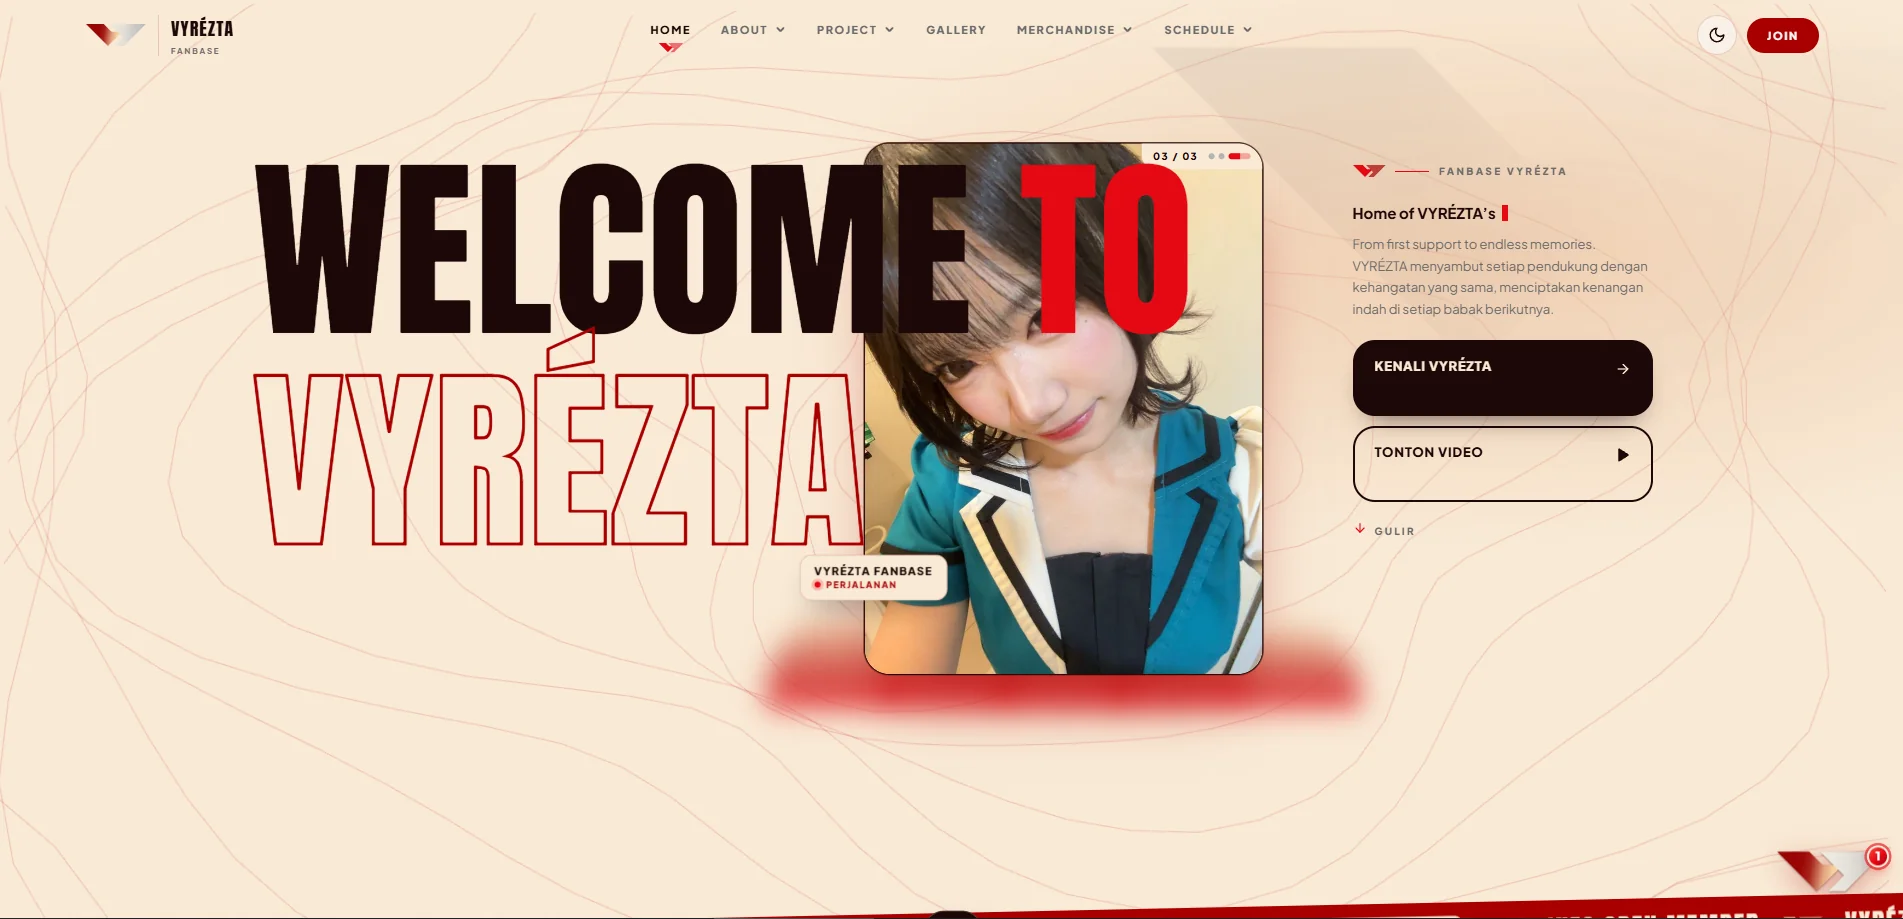 VYRÉZTA
FANBASE
HOME
ABOUT
PROJECT
GALLERY
MERCHANDISE
SCHEDULE
JOIN
03 / 03
WELCOME TO
VYRÉZTA
VYRÉZTA FANBASE
PERJALANAN
FANBASE VYRÉZTA
Home of VYRÉZTA's
From first support to endless memories.
VYRÉZTA menyambut setiap pendukung dengan
kehangatan yang sama, menciptakan kenangan
indah di setiap babak berikutnya.
KENALI VYRÉZTA
TONTON VIDEO
GULIR
1